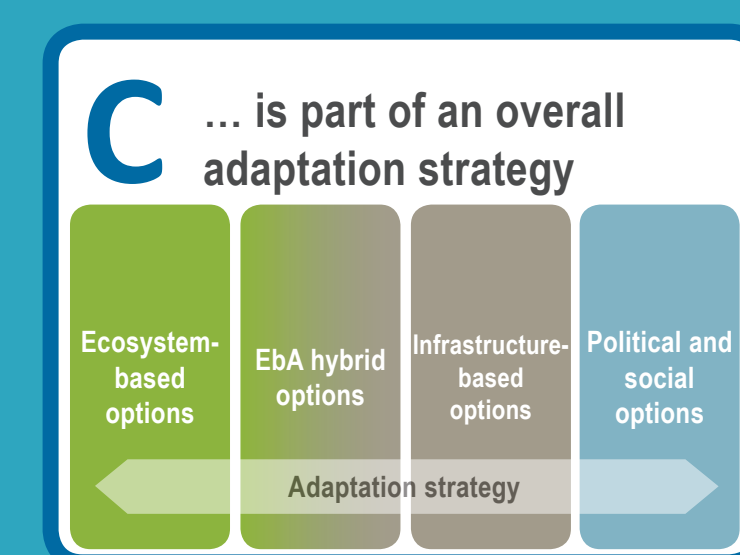 C
... is part of an overall
adaptation strategy
Ecosystem-
based
options
EbA hybrid
options
Infrastructure-
based
options
Political and
social
options
Adaptation strategy